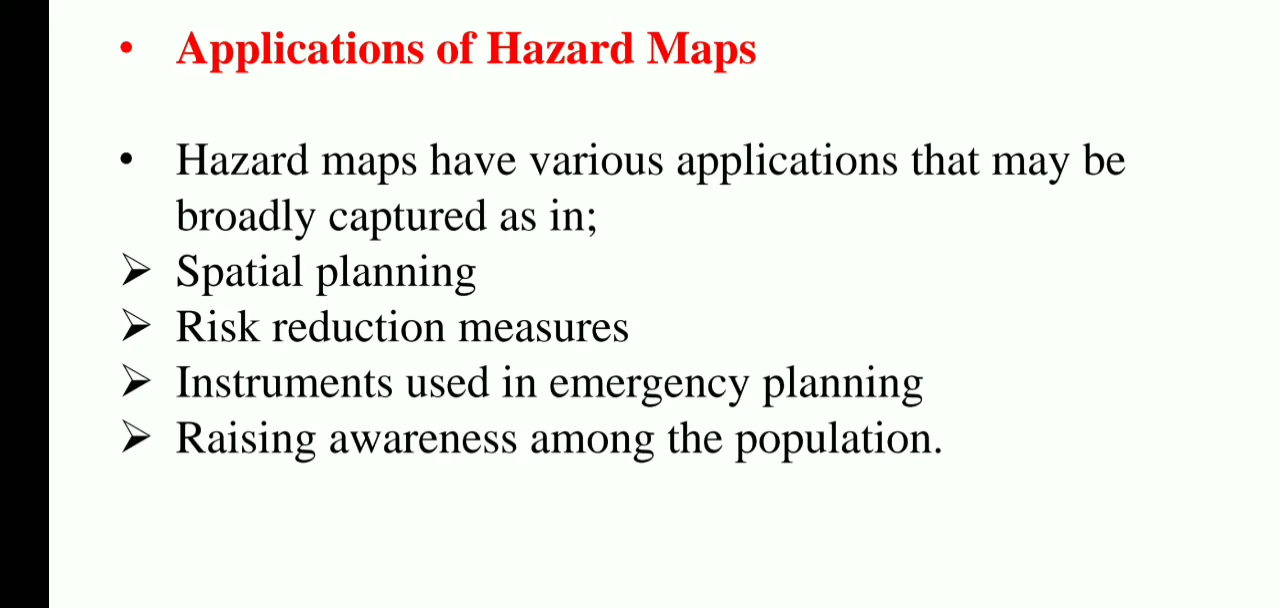 • Applications of Hazard Maps
• Hazard maps have various applications that may be
broadly captured as in;
➢ Spatial planning
➢ Risk reduction measures
➢ Instruments used in emergency planning
➢ Raising awareness among the population.